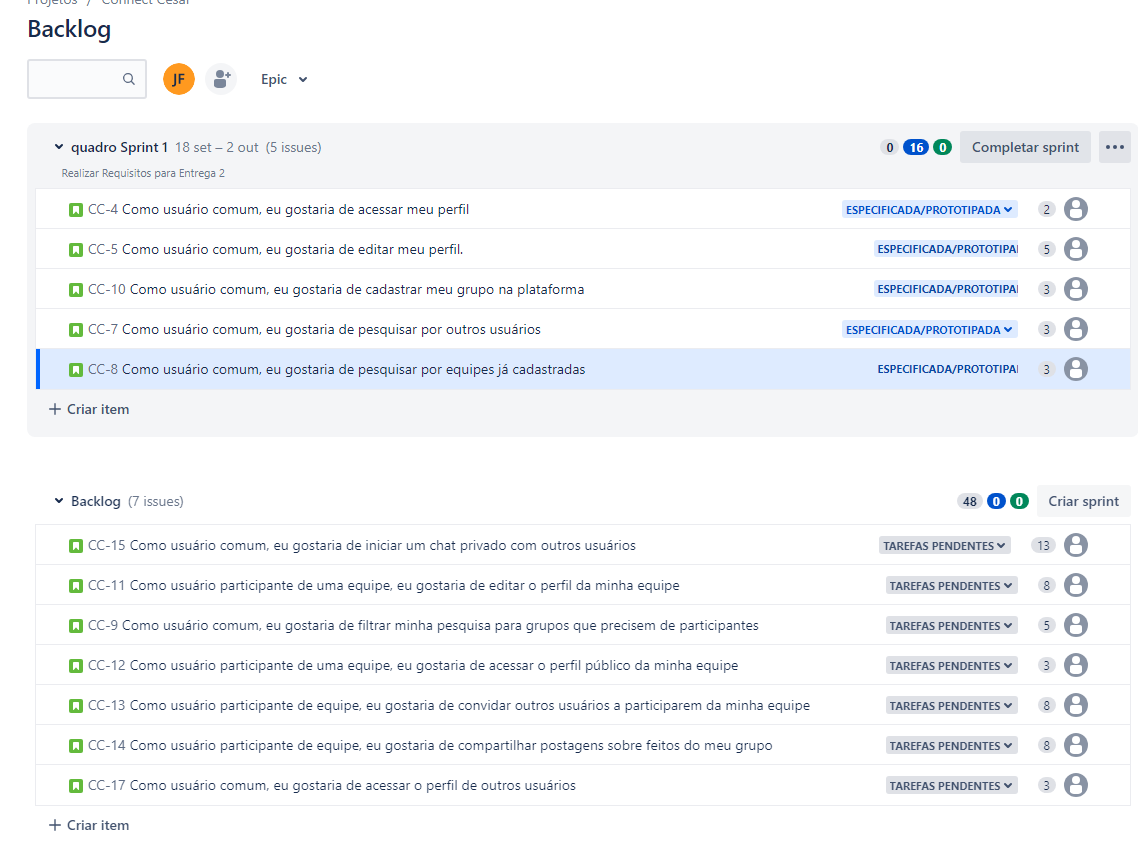 Projetos / Connect Cesar
Backlog
JF Epic
quadro Sprint 1 18 set – 2 out (5 issues) 0 16 0 Completar sprint
Realizar Requisitos para Entrega 2
CC-4 Como usuário comum, eu gostaria de acessar meu perfil ESPECIFICADA/PROTOTIPADA 2
CC-5 Como usuário comum, eu gostaria de editar meu perfil. ESPECIFICADA/PROTOTIPA 5
CC-10 Como usuário comum, eu gostaria de cadastrar meu grupo na plataforma ESPECIFICADA/PROTOTIPA 3
CC-7 Como usuário comum, eu gostaria de pesquisar por outros usuários ESPECIFICADA/PROTOTIPADA 3
CC-8 Como usuário comum, eu gostaria de pesquisar por equipes já cadastradas ESPECIFICADA/PROTOTIPA 3
+ Criar item
Backlog (7 issues) 48 0 0 Criar sprint
CC-15 Como usuário comum, eu gostaria de iniciar um chat privado com outros usuários TAREFAS PENDENTES 13
CC-11 Como usuário participante de uma equipe, eu gostaria de editar o perfil da minha equipe TAREFAS PENDENTES 8
CC-9 Como usuário comum, eu gostaria de filtrar minha pesquisa para grupos que precisem de participantes TAREFAS PENDENTES 5
CC-12 Como usuário participante de uma equipe, eu gostaria de acessar o perfil público da minha equipe TAREFAS PENDENTES 3
CC-13 Como usuário participante de equipe, eu gostaria de convidar outros usuários a participarem da minha equipe TAREFAS PENDENTES 8
CC-14 Como usuário participante de equipe, eu gostaria de compartilhar postagens sobre feitos do meu grupo TAREFAS PENDENTES 8
CC-17 Como usuário comum, eu gostaria de acessar o perfil de outros usuários TAREFAS PENDENTES 3
+ Criar item